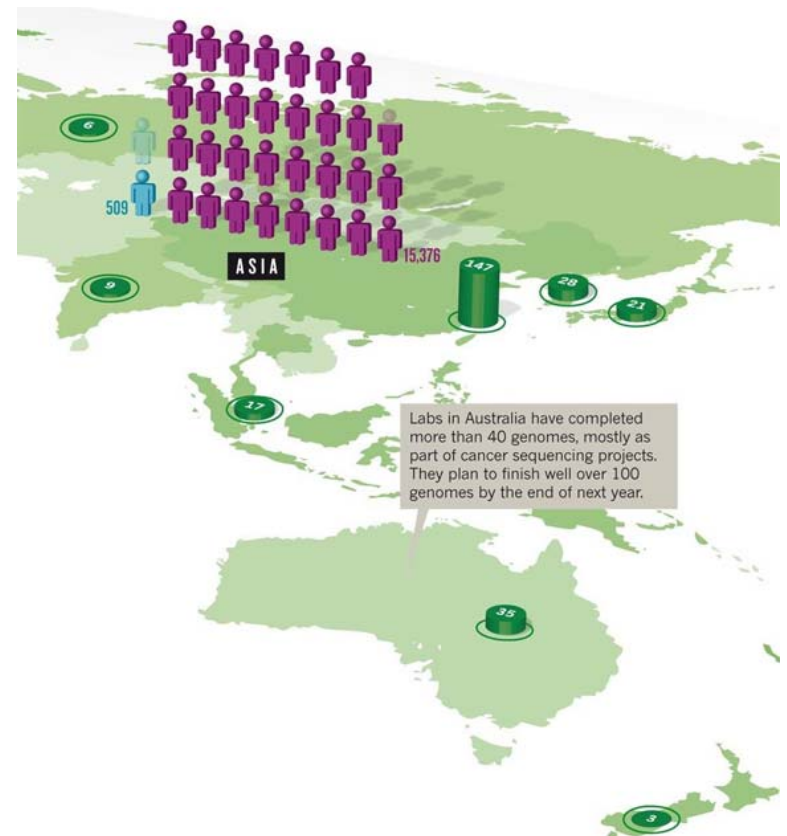 6
509
15,376
ASIA
147
28
9
21
17
Labs in Australia have completed
more than 40 genomes, mostly as
part of cancer sequencing projects.
They plan to finish well over 100
genomes by the end of next year.
35
3